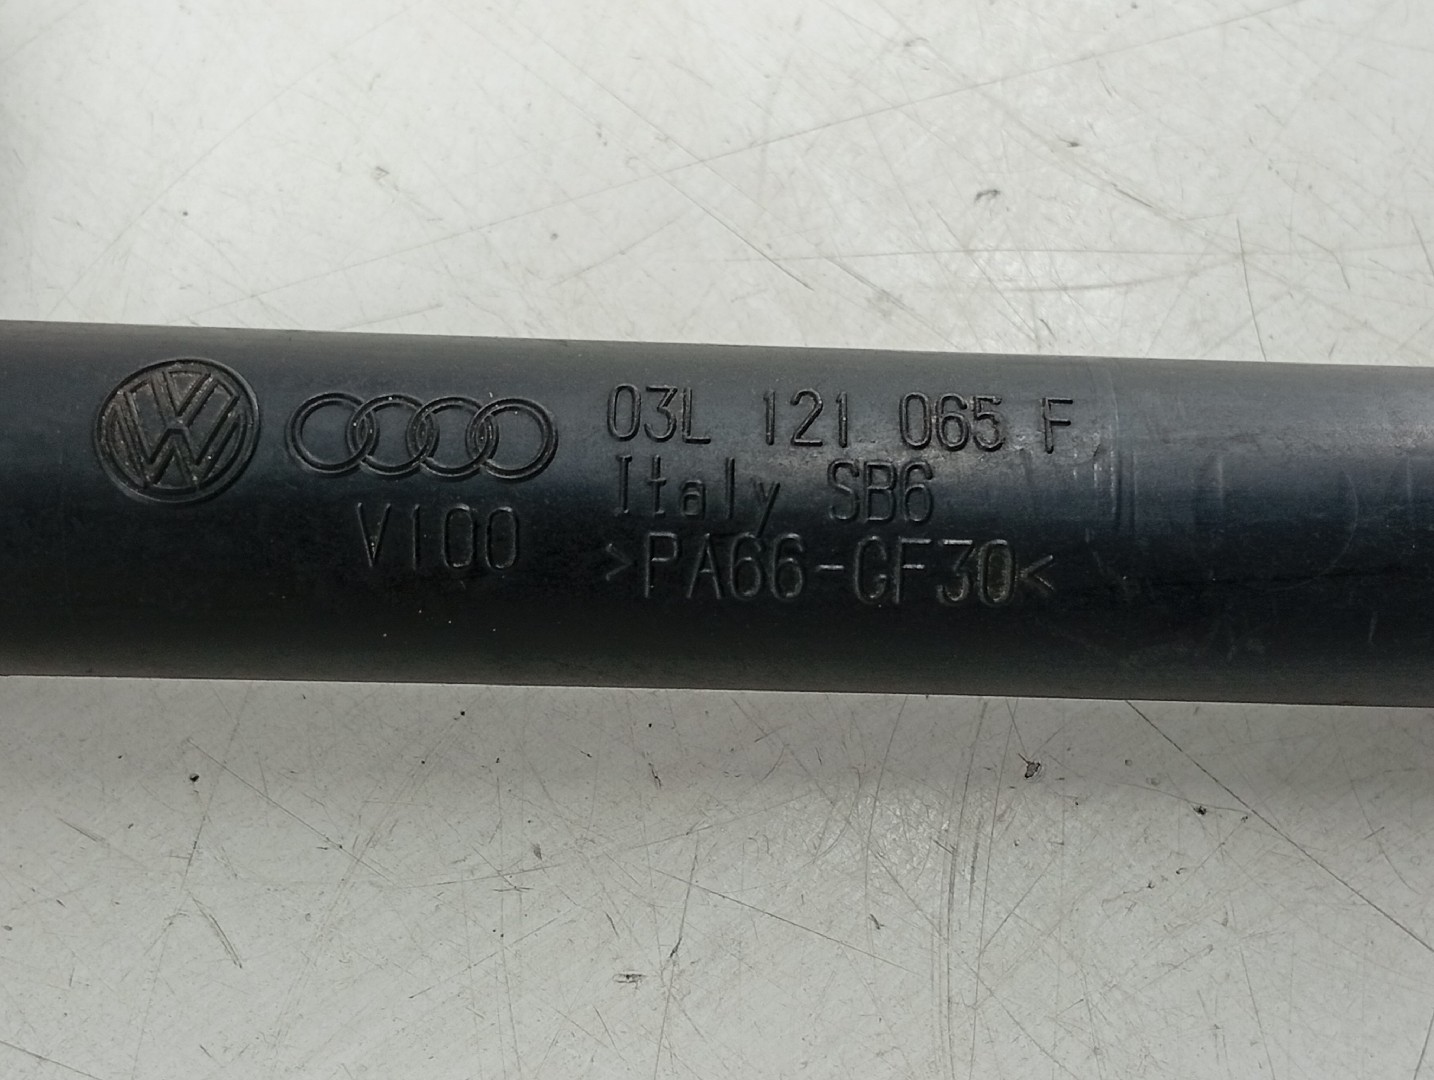 03L 121 065 F
Italy SB6
V100
>PA66-GF30<